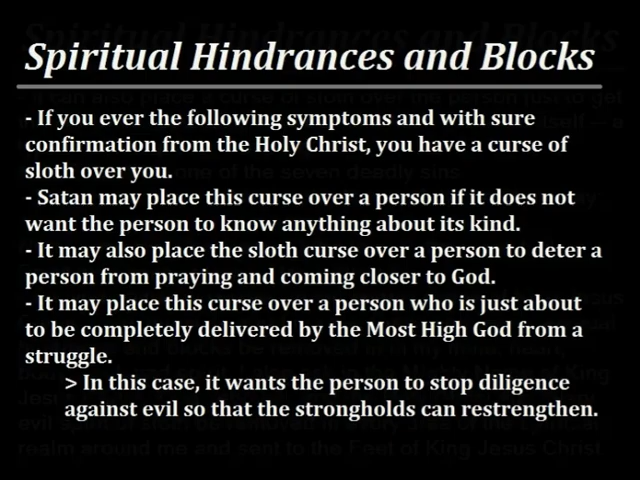 Spiritual Hindrances and Blocks
- If you ever the following symptoms and with sure
confirmation from the Holy Christ, you have a curse of
sloth over you.
- Satan may place this curse over a person if it does not
want the person to know anything about its kind.
- It may also place the sloth curse over a person to deter a
person from praying and coming closer to God.
- It may place this curse over a person who is just about
to be completely delivered by the Most High God from a
struggle.
> In this case, it wants the person to stop diligence
against evil so that the strongholds can restrengthen.